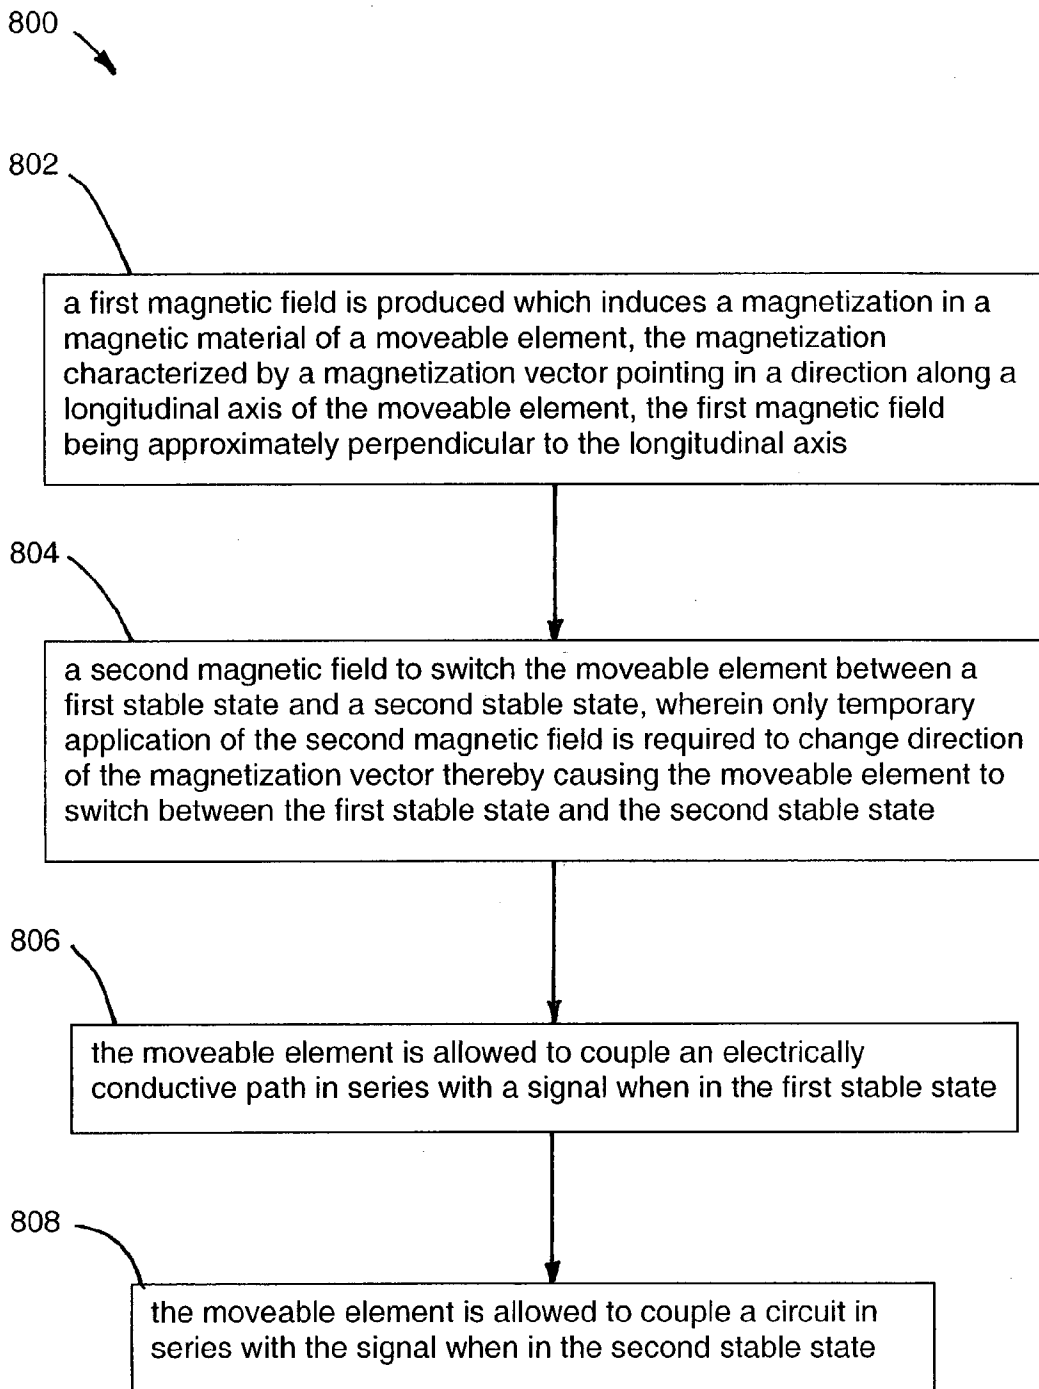 800
802
a first magnetic field is produced which induces a magnetization in a
magnetic material of a moveable element, the magnetization
characterized by a magnetization vector pointing in a direction along a
longitudinal axis of the moveable element, the first magnetic field
being approximately perpendicular to the longitudinal axis
804
a second magnetic field to switch the moveable element between a
first stable state and a second stable state, wherein only temporary
application of the second magnetic field is required to change direction
of the magnetization vector thereby causing the moveable element to
switch between the first stable state and the second stable state
806
the moveable element is allowed to couple an electrically
conductive path in series with a signal when in the first stable state
808
the moveable element is allowed to couple a circuit in
series with the signal when in the second stable state